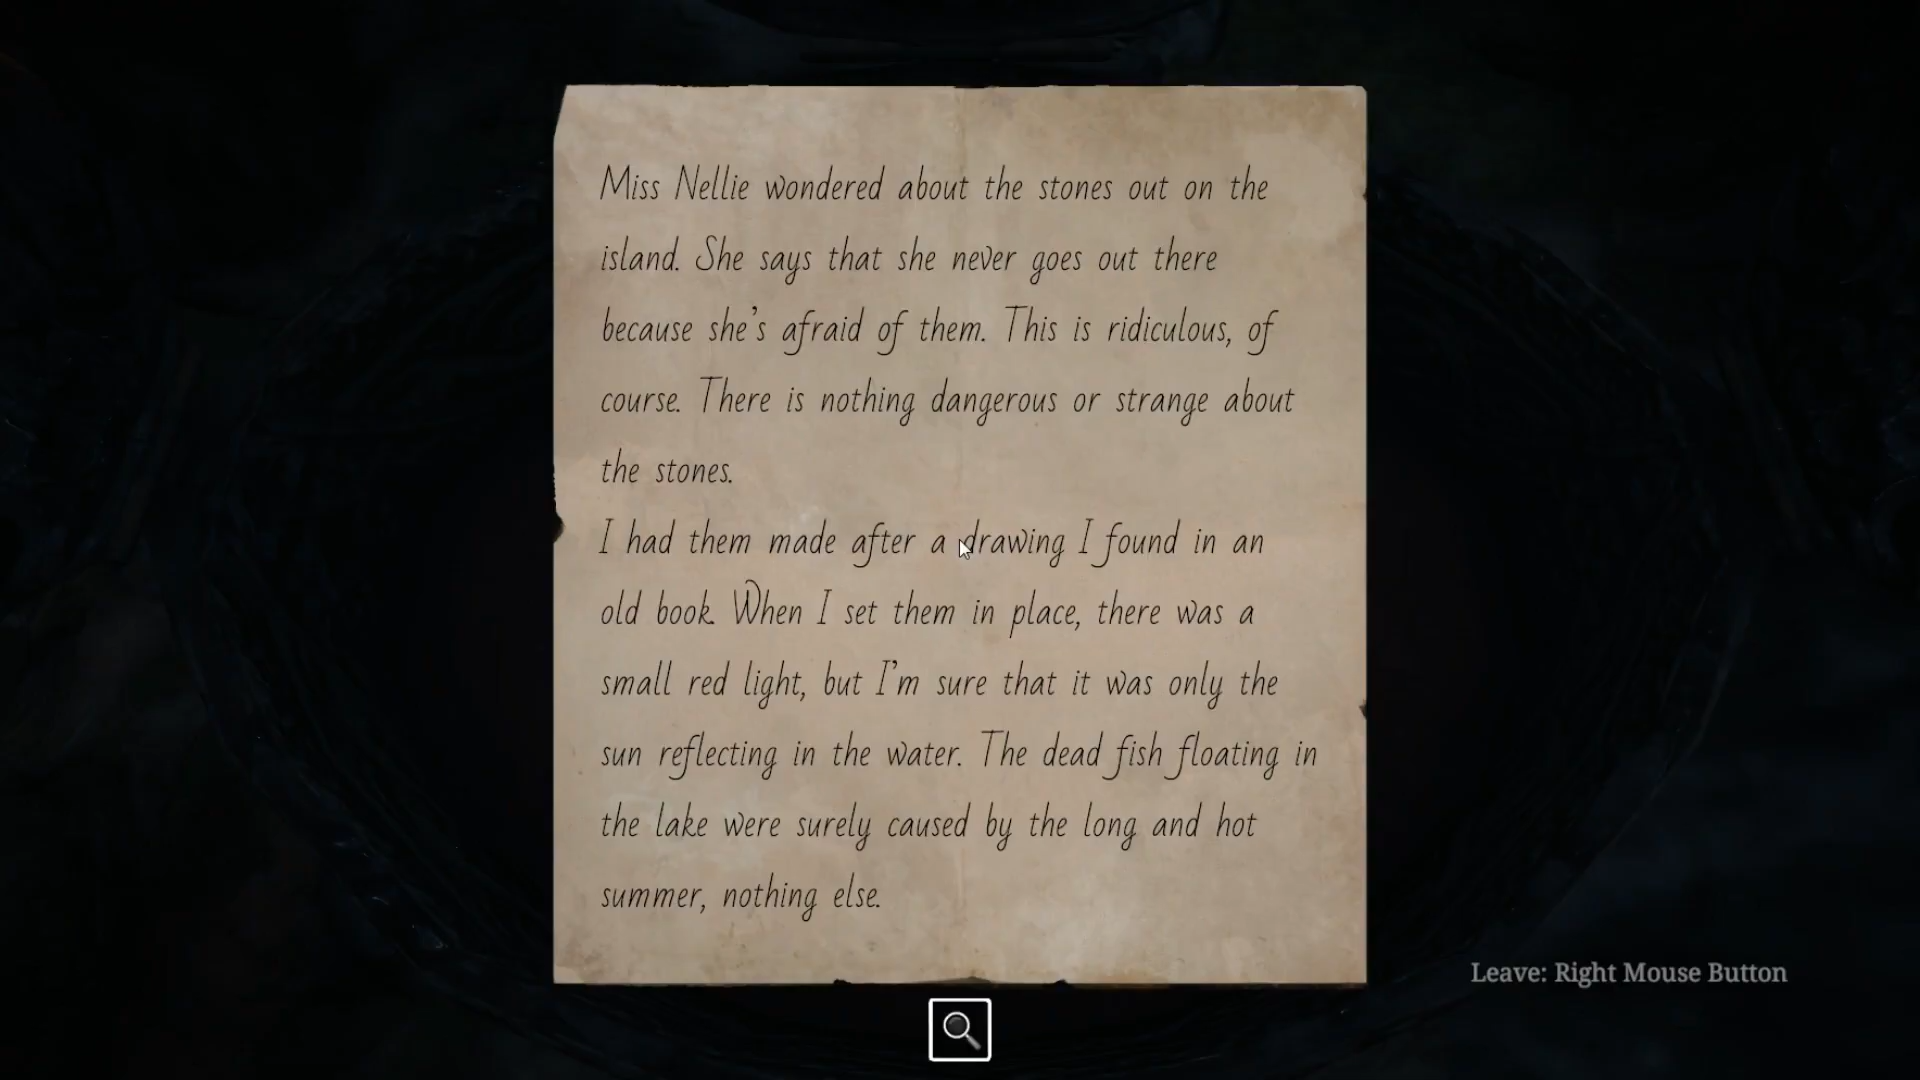 Miss Nellie wondered about the stones out on the
island. She says that she never goes out there
because she's afraid of them. This is ridiculous, of
course. There is nothing dangerous or strange about
the stones.
I had them made after a drawing I found in an
old book. When I set them in place, there was a
small red light, but I'm sure that it was only the
sun reflecting in the water. The dead fish floating in
the lake were surely caused by the long and hot
summer, nothing else.
Leave: Right Mouse Button